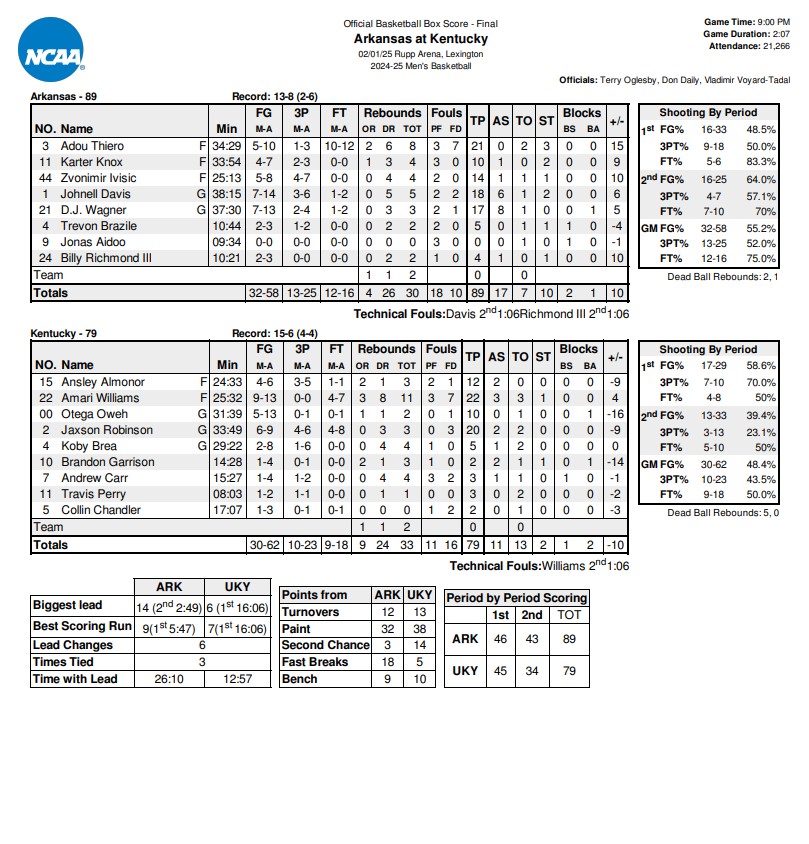 NCAA
Official Basketball Box Score - Final
Arkansas at Kentucky
02/01/25 Rupp Arena, Lexington
2024-25 Men's Basketball
Game Time: 9:00 PM
Game Duration: 2:07
Attendance: 21,266
Officials: Terry Oglesby, Don Daily, Vladimir Voyard-Tadal
Arkansas - 89 Record: 13-8 (2-6)
FG 3P FT Rebounds Fouls Blocks
NO. Name Min M-A M-A M-A OR DR TOT PF FD TP AS TO ST BS BA +/-
3 Adou Thiero F 34:29 5-10 1-3 10-12 2 6 8 3 7 21 0 2 3 0 0 15
11 Karter Knox F 33:54 4-7 2-3 0-0 1 3 4 3 0 10 1 0 2 0 0 9
44 Zvonimir Ivisic F 25:13 5-8 4-7 0-0 0 3 3 4 0 14 1 1 0 0 0 10
1 Johnell Davis G 38:15 7-14 3-6 1-2 0 5 5 2 2 18 6 1 2 0 0 6
21 D.J. Wagner G 37:30 7-13 2-4 1-2 0 3 3 2 1 17 8 1 0 0 1 5
4 Trevon Brazile 10:44 2-3 1-2 0-0 0 2 2 0 0 5 0 1 1 1 0 -4
9 Jonas Aidoo 09:34 0-0 0-0 0-0 0 0 0 3 0 0 0 1 0 1 0 -1
24 Billy Richmond III 10:21 2-3 0-0 0-0 0 2 2 1 0 4 1 0 1 0 0 10
Team 1 1 2 0 0
Totals 32-58 13-25 12-16 4 26 30 18 10 89 17 7 10 2 1 10
Technical Fouls:Davis 2nd1:06Richmond III 2nd1:06
Shooting By Period
1st FG% 16-33 48.5%
3PT% 9-18 50.0%
FT% 5-6 83.3%
2nd FG% 16-25 64.0%
3PT% 4-7 57.1%
FT% 7-10 70%
GM FG% 32-58 55.2%
3PT% 13-25 52.0%
FT% 12-16 75.0%
Dead Ball Rebounds: 2, 1
Kentucky - 79 Record: 15-6 (4-4)
FG 3P FT Rebounds Fouls Blocks
NO. Name Min M-A M-A M-A OR DR TOT PF FD TP AS TO ST BS BA +/-
15 Ansley Almonor F 24:33 4-6 3-5 1-1 2 1 3 2 1 12 2 0 0 0 0 -9
22 Amari Williams F 25:32 9-13 0-0 4-7 3 8 11 3 7 22 3 3 1 0 0 4
00 Otega Oweh G 31:39 5-13 0-1 0-1 1 1 2 0 1 10 0 3 0 0 1 -16
2 Jaxson Robinson G 33:49 6-9 4-6 4-8 0 3 3 0 3 20 2 2 0 0 0 -9
4 Koby Brea G 29:22 2-8 1-6 0-0 0 4 4 1 0 5 1 2 0 0 0 0
10 Brandon Garrison 14:28 1-4 0-1 0-0 2 1 3 1 0 2 2 1 1 0 1 -14
7 Andrew Carr 15:27 1-4 1-2 0-0 0 4 4 3 2 3 1 1 0 1 0 -1
11 Travis Perry 08:03 1-2 1-1 0-0 0 1 1 0 0 3 0 1 0 0 0 -2
5 Collin Chandler 17:07 1-3 0-1 0-1 0 0 0 1 2 2 0 0 0 0 0 -3
Team 1 1 2 0 0
Totals 30-62 10-23 9-18 9 24 33 11 16 79 11 13 2 1 2 -10
Technical Fouls:Williams 2nd1:06
Shooting By Period
1st FG% 17-29 58.6%
3PT% 7-10 70.0%
FT% 4-8 50%
2nd FG% 13-33 39.4%
3PT% 3-13 23.1%
FT% 5-10 50%
GM FG% 30-62 48.4%
3PT% 10-23 43.5%
FT% 9-18 50.0%
Dead Ball Rebounds: 5, 0
ARK UKY
Biggest lead 14 (2nd 2:49) 6 (1st 16:06)
Best Scoring Run 9(1st 5:47) 7(1st 16:06)
Lead Changes 6
Times Tied 3
Time with Lead 26:10 12:57
Points from ARK UKY
Turnovers 12 13
Paint 32 38
Second Chance 3 14
Fast Breaks 18 5
Bench 9 10
Period by Period Scoring
1st 2nd TOT
ARK 46 43 89
UKY 45 34 79